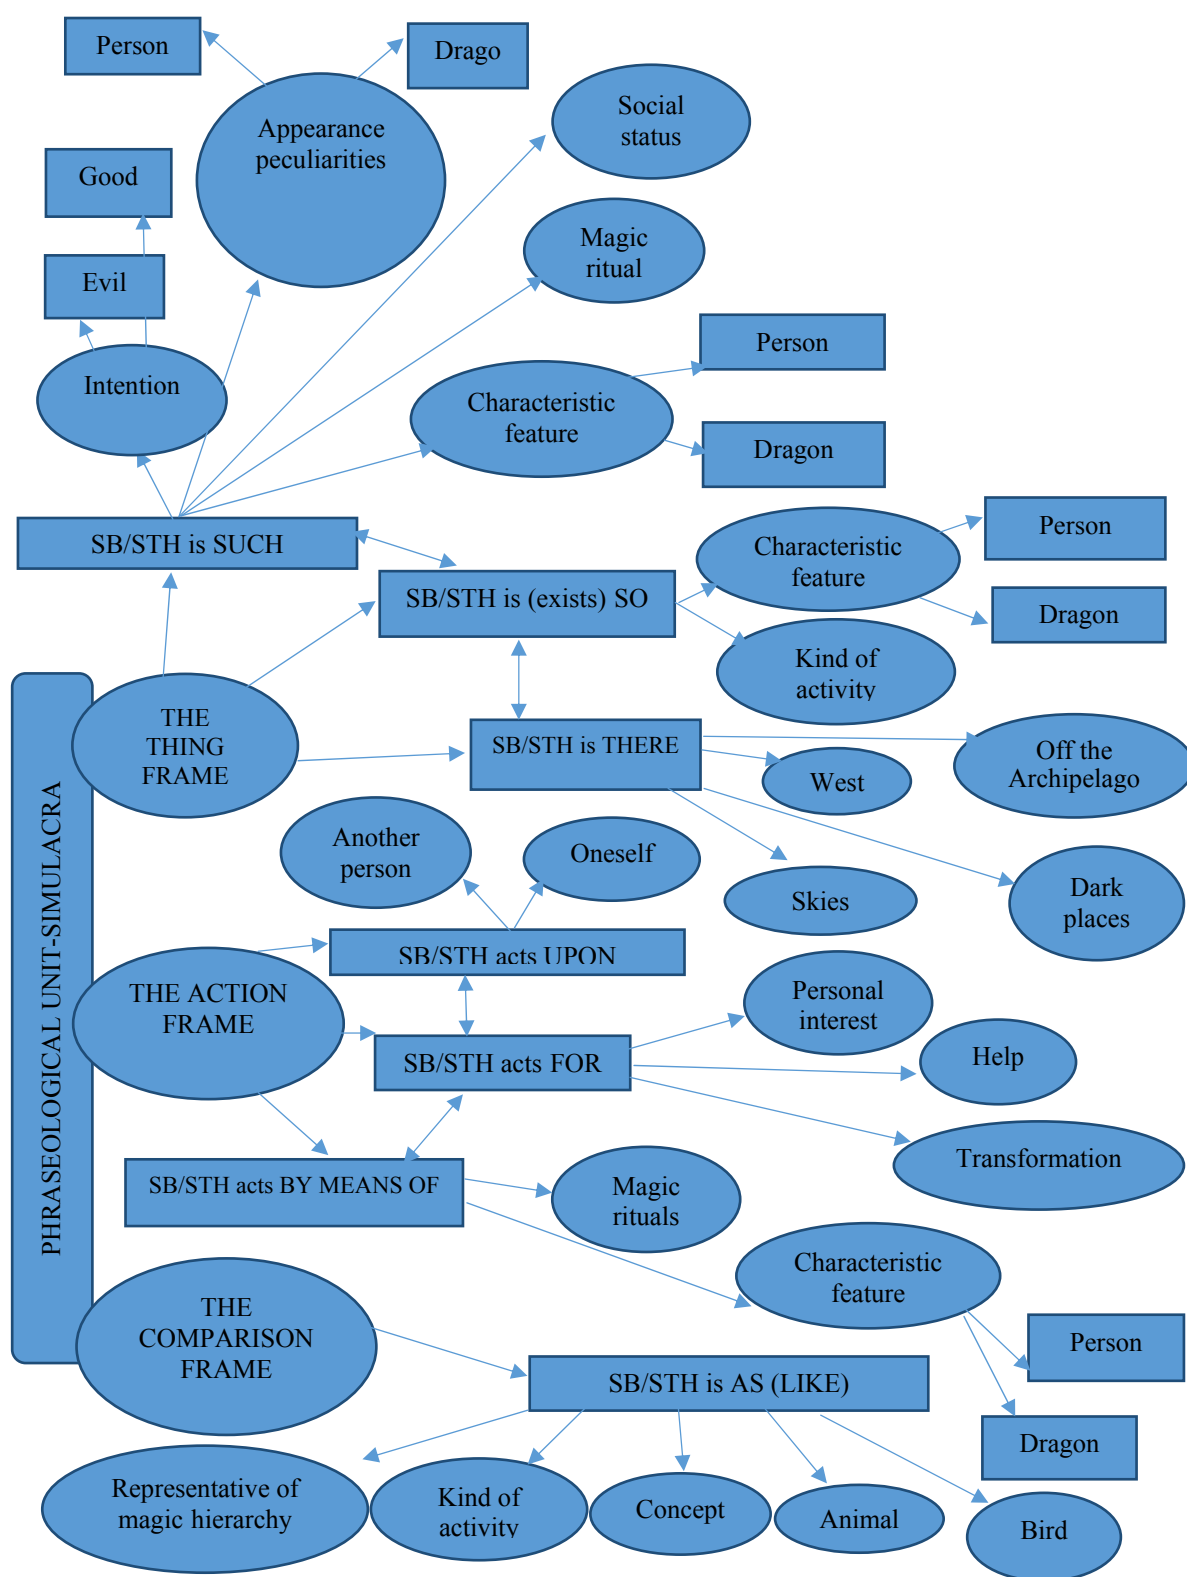 Person
Drago
Appearance
peculiarities
Social
status
Good
Magic
ritual
Evil
Person
Intention
Characteristic
feature
Dragon
SB/STH is SUCH
Person
Characteristic
feature
SB/STH is (exists) SO
Dragon
Kind of
activity
THE
THING
FRAME
SB/STH is THERE
Off the
Archipelago
West
PHRASEOLOGICAL UNIT-SIMULACRA
Another
person
Oneself
Skies
Dark
places
SB/STH acts UPON
THE ACTION
FRAME
Personal
interest
SB/STH acts FOR
Help
Transformation
SB/STH acts BY MEANS OF
Magic
rituals
Characteristic
feature
THE
COMPARISON
FRAME
Person
SB/STH is AS (LIKE)
Dragon
Representative of
magic hierarchy
Kind of
activity
Concept
Animal
Bird